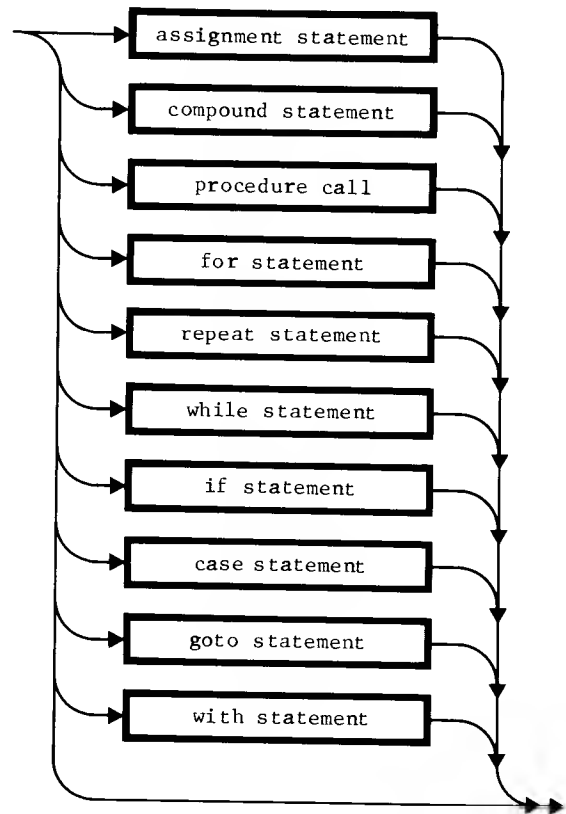 assignment statement
compound statement
procedure call
for statement
repeat statement
while statement
if statement
case statement
goto statement
with statement